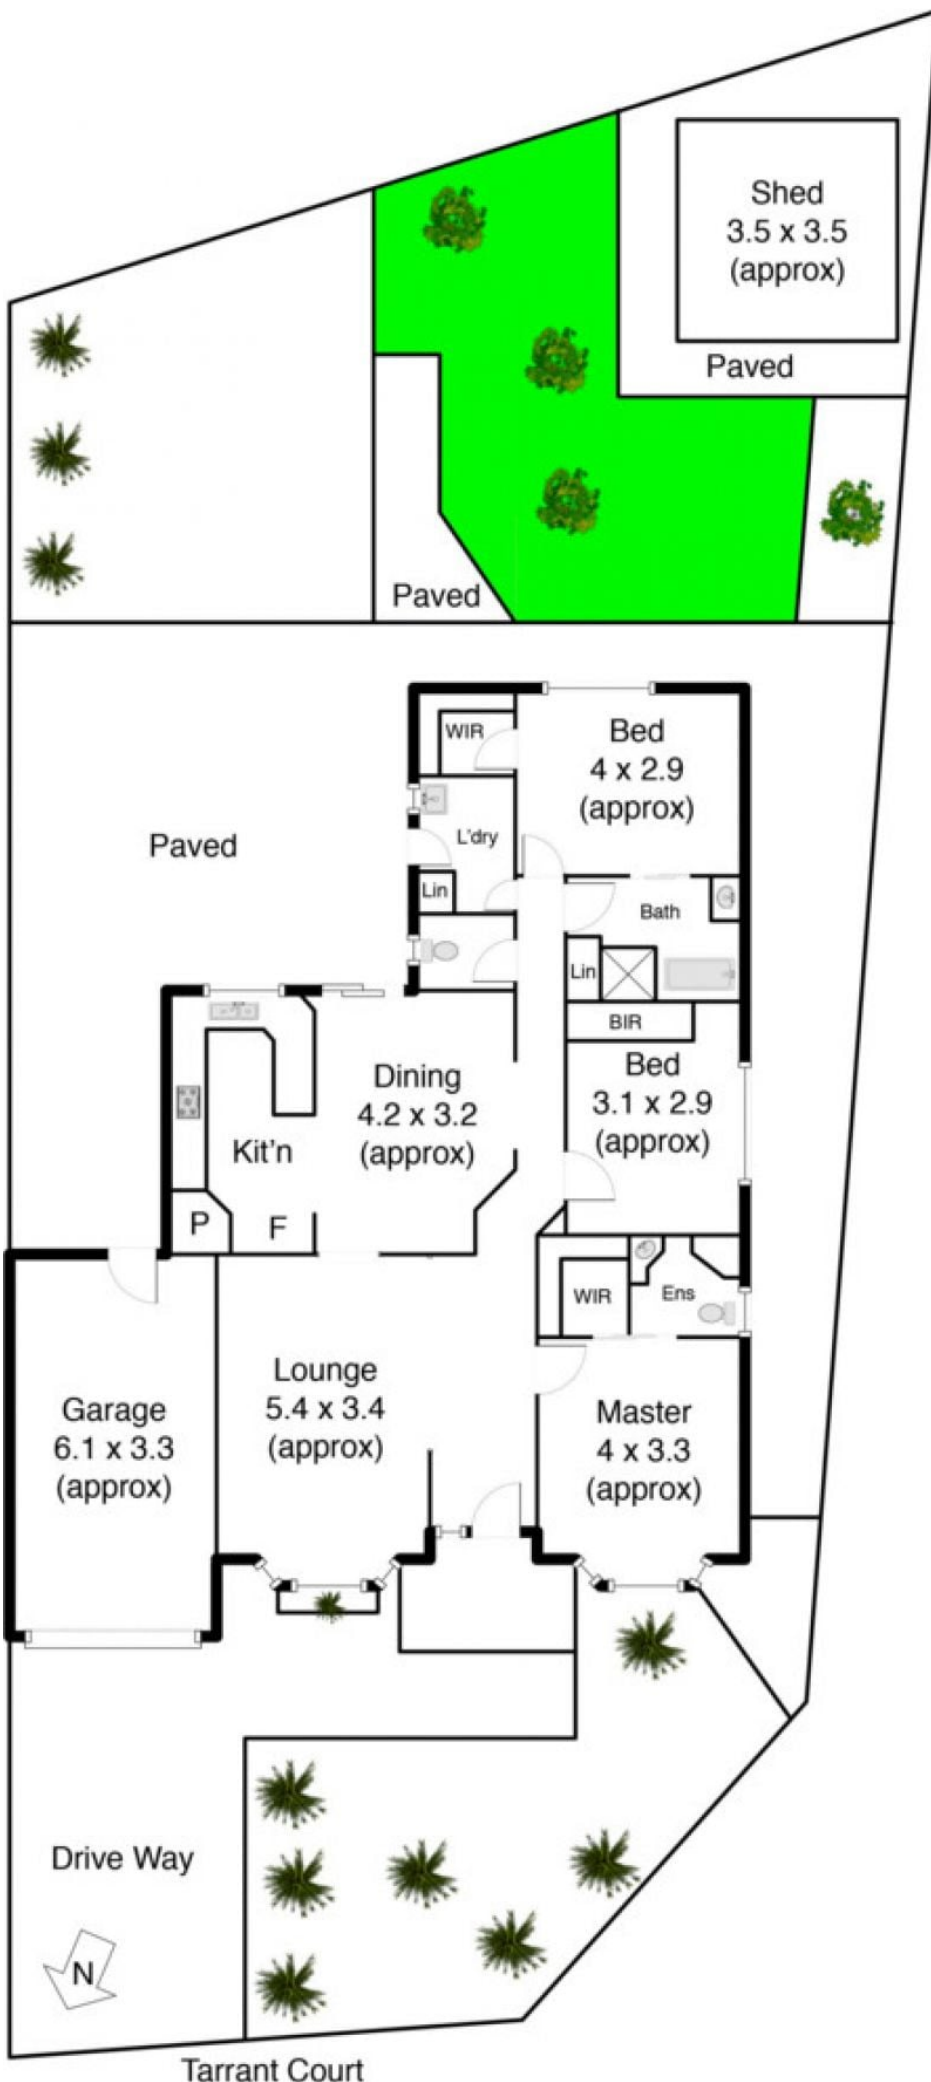 Shed
3.5 x 3.5
(approx)
Paved
Paved
WIR
Bed
4 x 2.9
(approx)
Paved
L'dry
Lin
Bath
Lin
BIR
Dining
4.2 x 3.2
(approx)
Bed
3.1 x 2.9
(approx)
Kit'n
P
F
WIR
Ens
Lounge
5.4 x 3.4
(approx)
Garage
6.1 x 3.3
(approx)
Master
4 x 3.3
(approx)
Drive Way
N
Tarrant Court